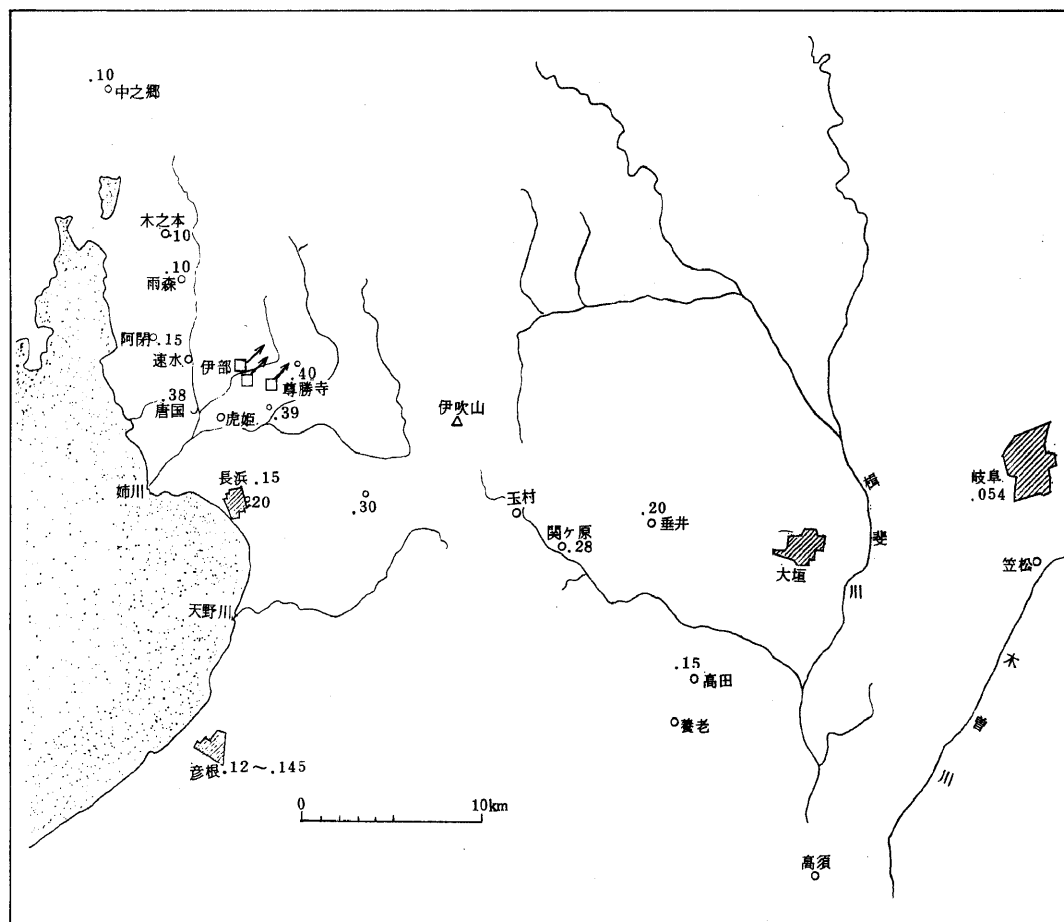 .10
中之郷
木之本
.10
.10
雨森
阿閉 .15
速水
伊部
.40
尊勝寺
.38
唐国
虎姫
.39
伊吹山
姉川
長浜 .15
.20
.30
玉村
関ケ原
.28
.20
垂井
大垣
揖斐川
岐阜
.054
笠松
木曽川
天野川
.15
高田
養老
彦根 .12～.145
0 10km
高須